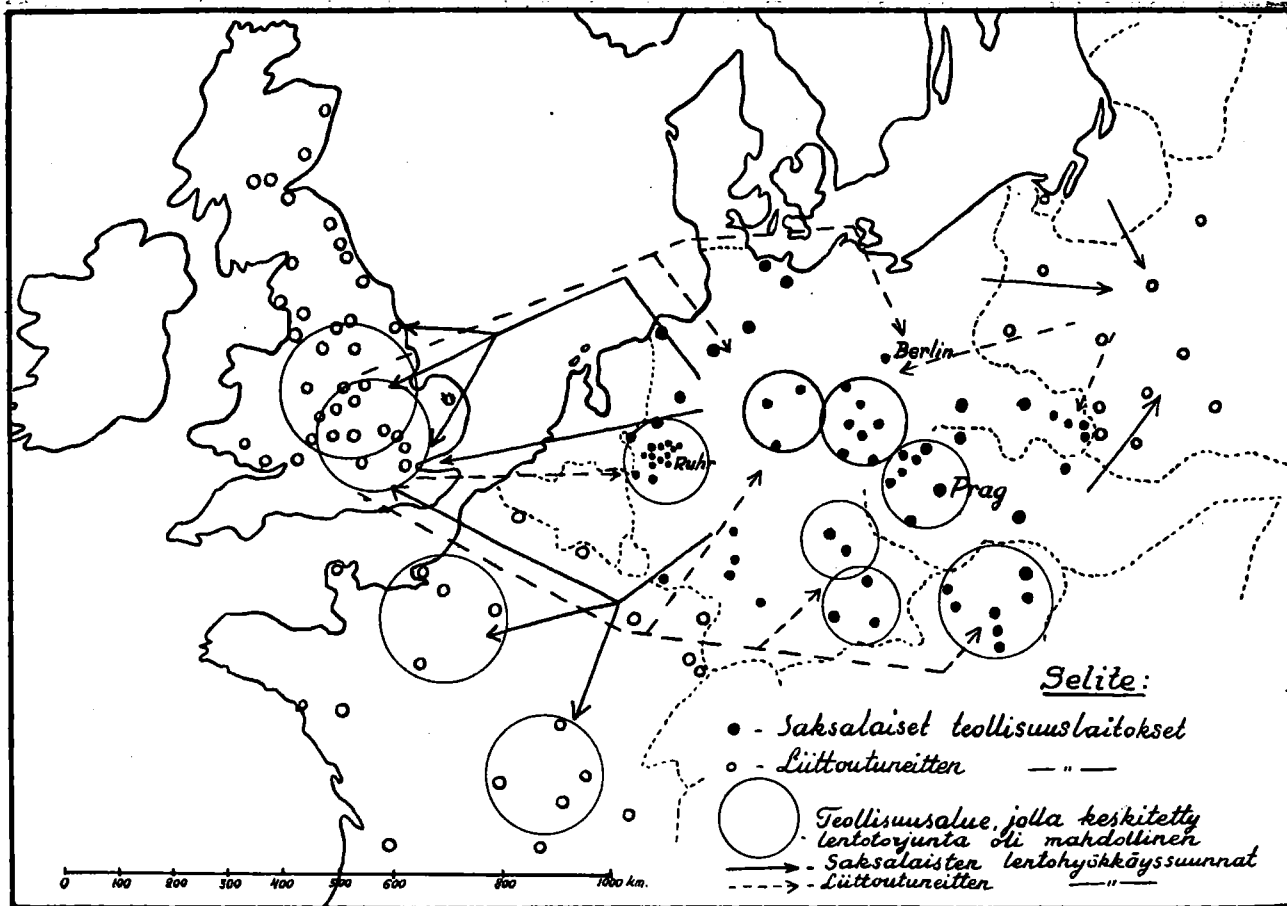 Berlin
Ruhr
Prag
Selite:
● - Saksalaiset teollisuuslaitokset
○ - Liittoutuneitten — " —
Teollisuusalue, jolla keskitetty
lentotorjunta oli mahdollinen
- Saksalaisten lentohyökkäyssuunnat
- Liittoutuneitten — " —
0 100 200 300 400 500 600 800 1000 km.